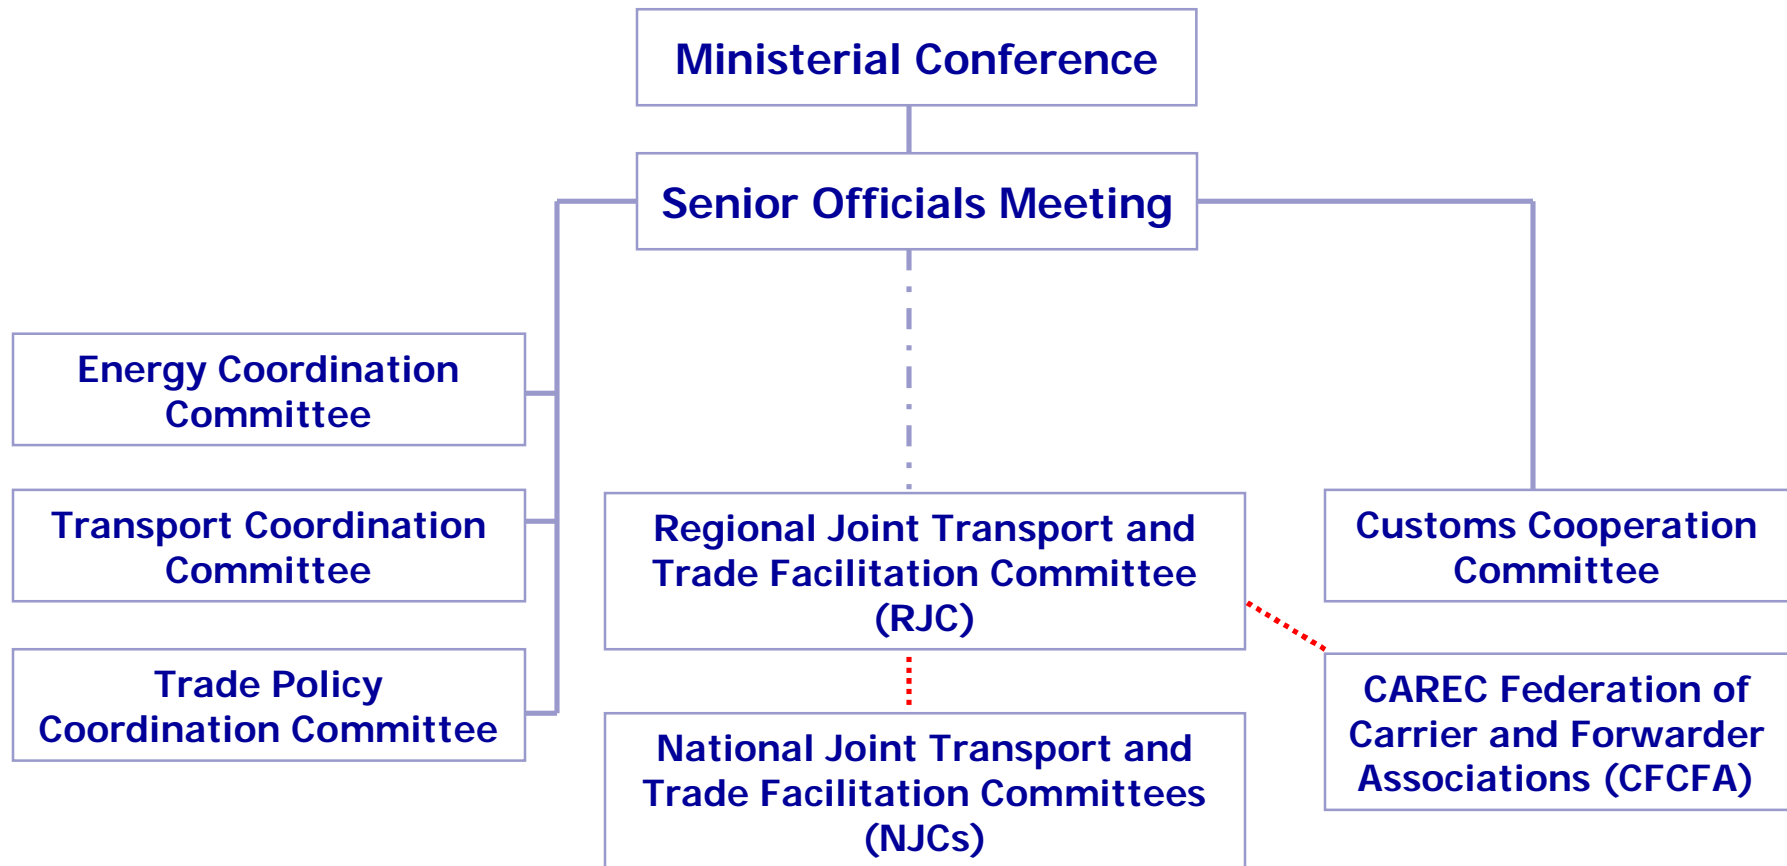 Ministerial Conference
Senior Officials Meeting
Energy Coordination
Committee
Transport Coordination
Committee
Trade Policy
Coordination Committee
Regional Joint Transport and
Trade Facilitation Committee
(RJC)
National Joint Transport and
Trade Facilitation Committees
(NJCs)
Customs Cooperation
Committee
CAREC Federation of
Carrier and Forwarder
Associations (CFCFA)